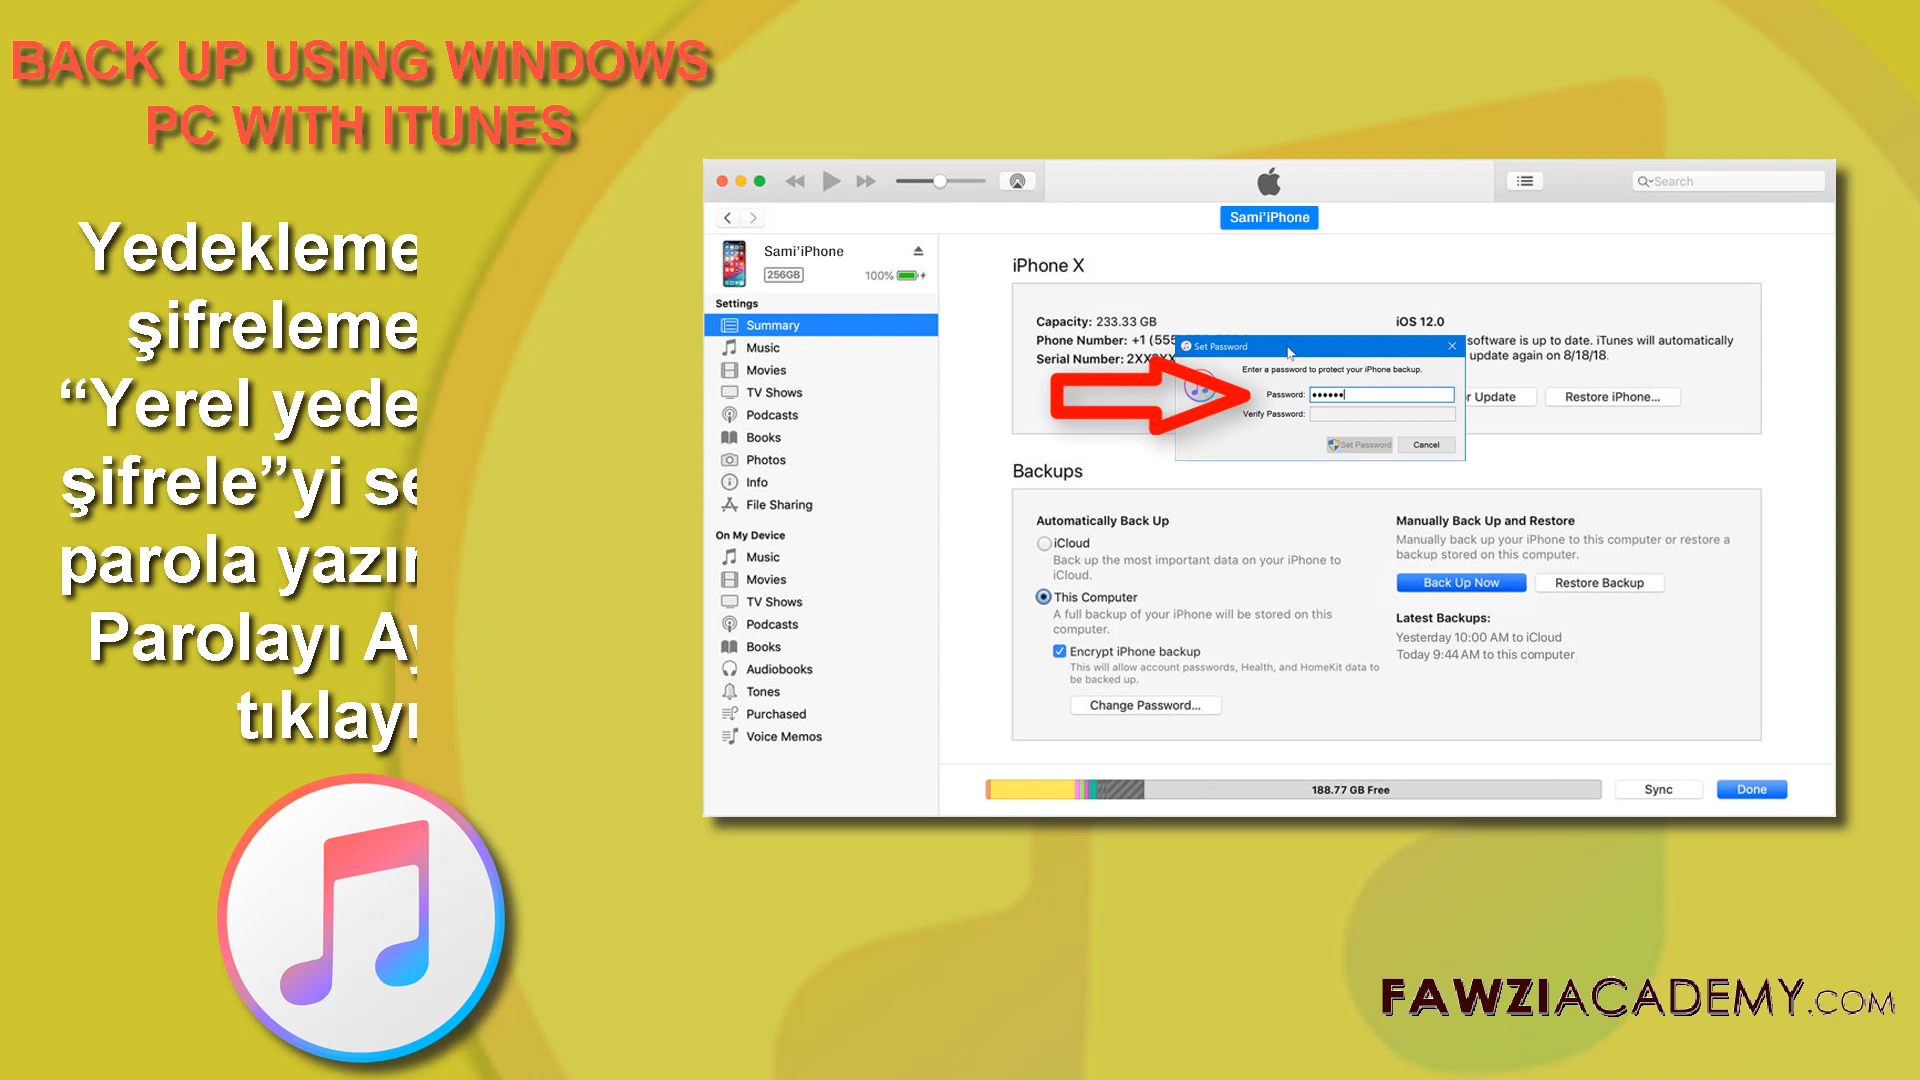 BACK UP USING WINDOWS
PC WITH ITUNES
Yedekleme
şifreleme
“Yerel yede
şifrele”yi se
parola yazın
Parolayı Ay
tıklayı
Search
Sami’iPhone
Sami’iPhone
256GB
100%
Settings
Summary
Music
Movies
TV Shows
Podcasts
Books
Photos
Info
File Sharing
On My Device
Music
Movies
TV Shows
Podcasts
Books
Audiobooks
Tones
Purchased
Voice Memos
iPhone X
Capacity: 233.33 GB
Phone Number: +1 (555
Serial Number: 2XX
iOS 12.0
software is up to date. iTunes will automatically
update again on 8/18/18.
r Update
Restore iPhone...
Set Password
Enter a password to protect your iPhone backup.
Password: ••••••
Verify Password:
Set Password
Cancel
Backups
Automatically Back Up
iCloud
Back up the most important data on your iPhone to
iCloud.
This Computer
A full backup of your iPhone will be stored on this
computer.
Encrypt iPhone backup
This will allow account passwords, Health, and HomeKit data to
be backed up.
Change Password...
Manually Back Up and Restore
Manually back up your iPhone to this computer or restore a
backup stored on this computer.
Back Up Now
Restore Backup
Latest Backups:
Yesterday 10:00 AM to iCloud
Today 9:44 AM to this computer
188.77 GB Free
Sync
Done
FAWZIACADEMY.COM